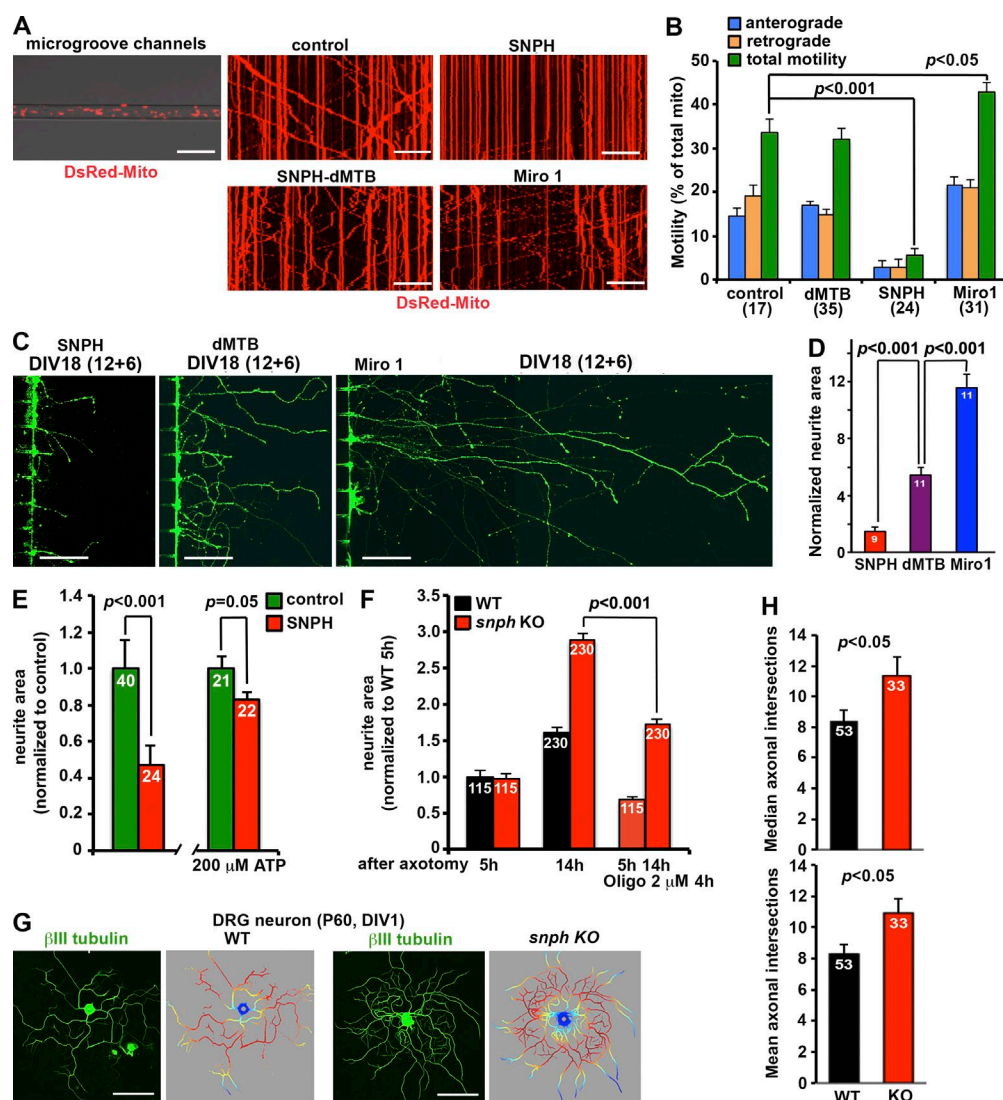 A
microgroove channels
control
SNPH
DsRed-Mito
SNPH-dMTB
Miro 1
DsRed-Mito
B
anterograde
retrograde
total motility
p<0.05
p<0.001
Motility (% of total mito)
50
40
30
20
10
0
control
(17)
dMTB
(35)
SNPH
(24)
Miro1
(31)
C
SNPH
DIV18 (12+6)
dMTB
DIV18 (12+6)
Miro 1
DIV18 (12+6)
D
p<0.001 p<0.001
Normalized neurite area
12
9
6
3
0
9
11
11
SNPH dMTB Miro1
E
p<0.001
p=0.05
control
SNPH
neurite area
(normalized to control)
1.4
1.2
1.0
0.8
0.6
0.4
0.2
0
40
24
21
22
200 μM ATP
F
WT
snph KO
p<0.001
neurite area
(normalized to WT 5h)
3.5
3.0
2.5
2.0
1.5
1.0
0.5
0
115
115
230
230
115
230
after axotomy 5h 14h 5h 14h
Oligo 2 μM 4h
G
DRG neuron (P60, DIV1)
βIII tubulin
WT
βIII tubulin
snph KO
H
p<0.05
Median axonal intersections
14
12
10
8
6
4
2
0
53
33
p<0.05
Mean axonal intersections
14
12
10
8
6
4
2
0
53
33
WT KO